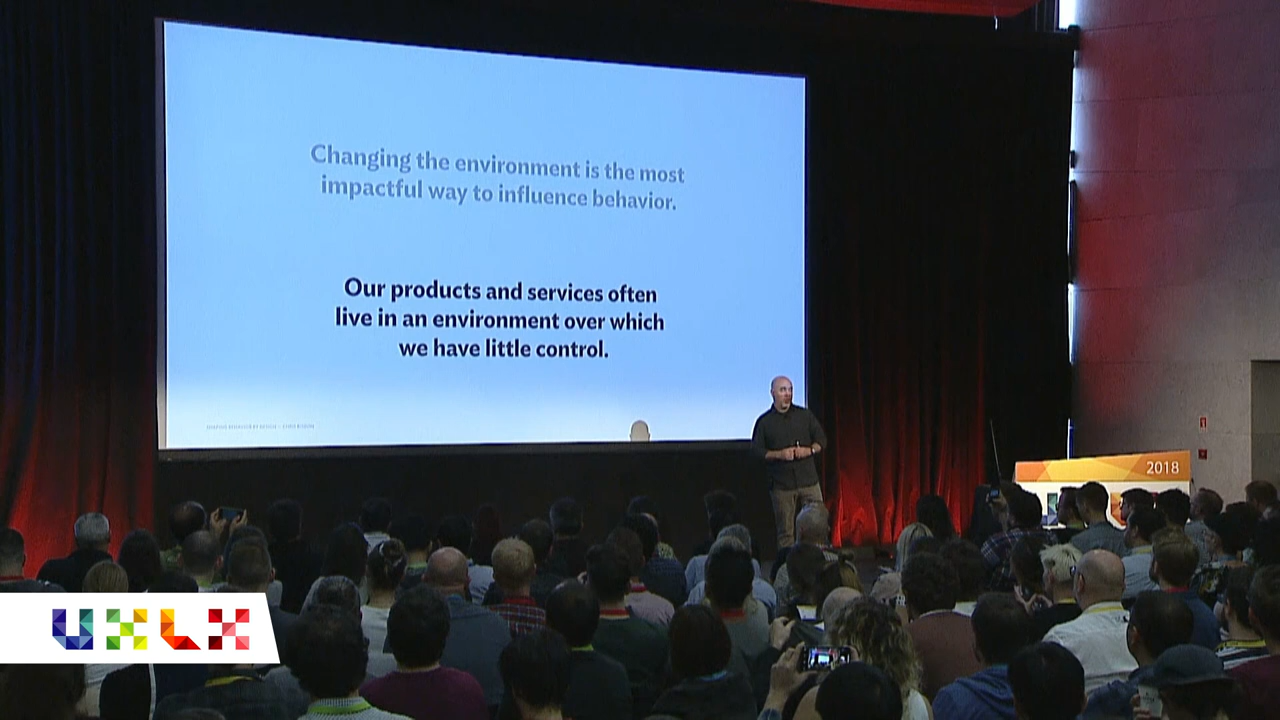 Changing the environment is the most
impactful way to influence behavior.
Our products and services often
live in an environment over which
we have little control.
2018
UXLX